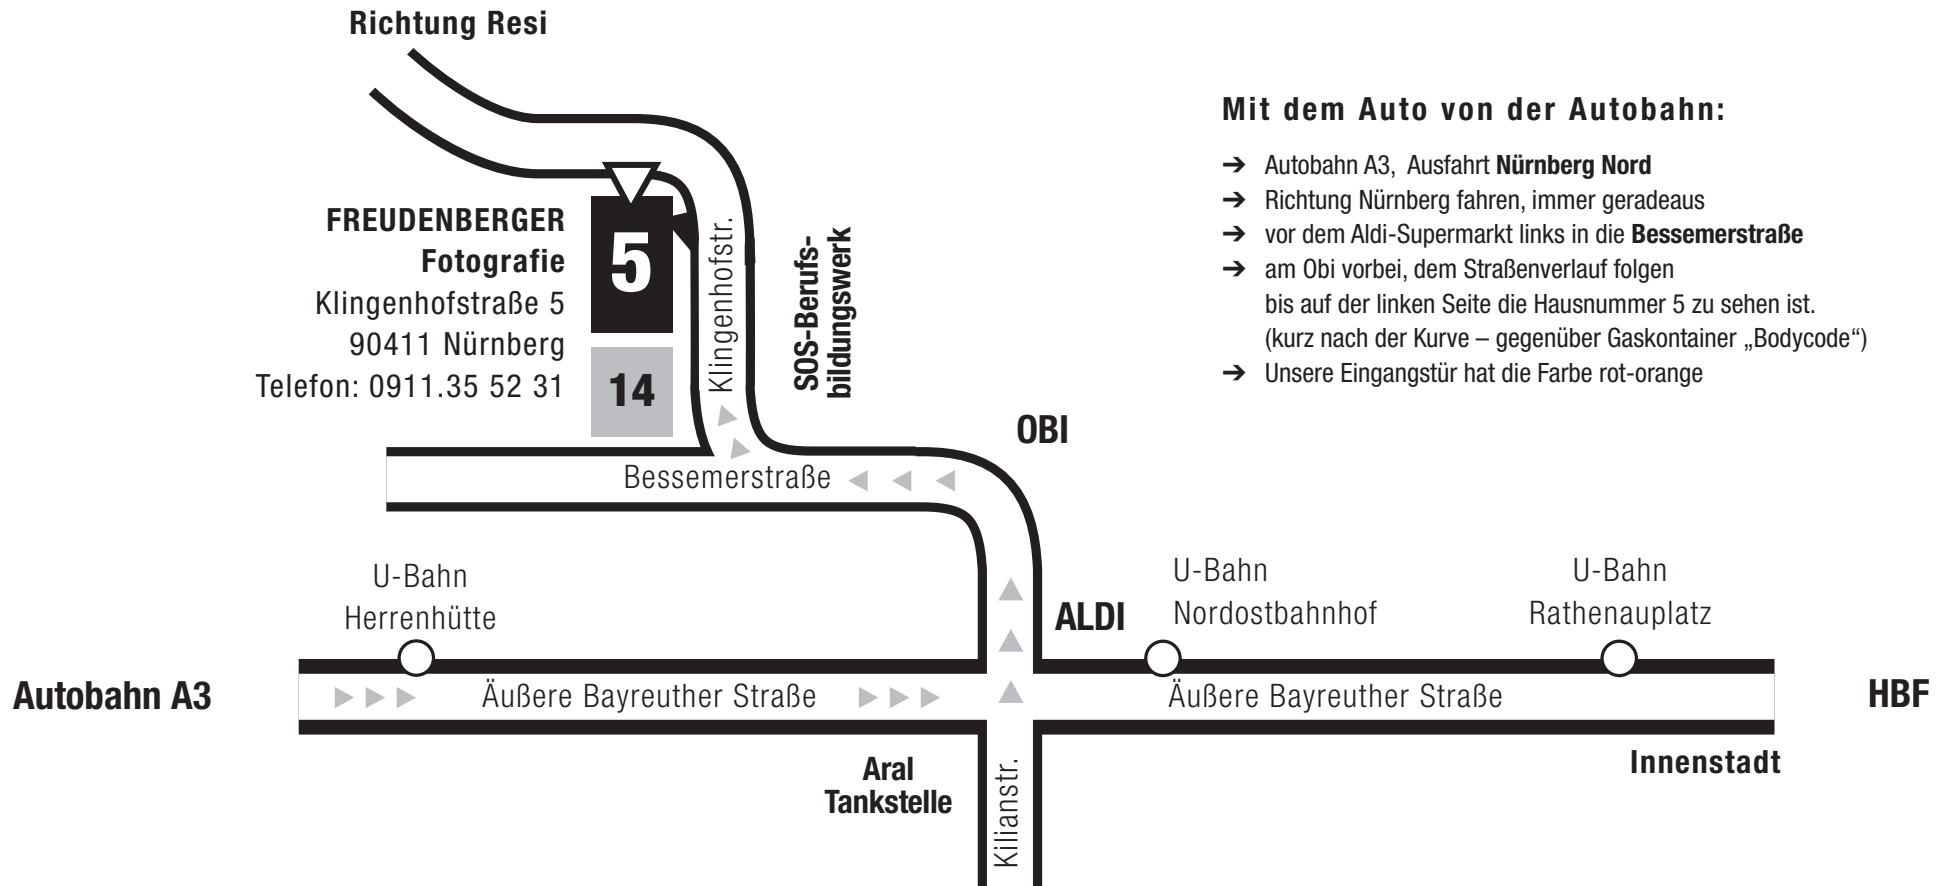 Richtung Resi
Mit dem Auto von der Autobahn:
➔ Autobahn A3, Ausfahrt Nürnberg Nord
➔ Richtung Nürnberg fahren, immer geradeaus
➔ vor dem Aldi-Supermarkt links in die Bessemerstraße
➔ am Obi vorbei, dem Straßenverlauf folgen
bis auf der linken Seite die Hausnummer 5 zu sehen ist.
(kurz nach der Kurve – gegenüber Gaskontainer „Bodycode“)
➔ Unsere Eingangstür hat die Farbe rot-orange
FREUDENBERGER
Fotografie
Klingenhofstraße 5
90411 Nürnberg
Telefon: 0911.35 52 31
5
14
Klingenhofstr.
SOS-Berufs-
bildungswerk
OBI
Bessemerstraße
U-Bahn
Herrenhütte
ALDI
U-Bahn
Nordostbahnhof
U-Bahn
Rathenauplatz
Autobahn A3
Äußere Bayreuther Straße
Äußere Bayreuther Straße
HBF
Innenstadt
Aral
Tankstelle
Kilianstr.